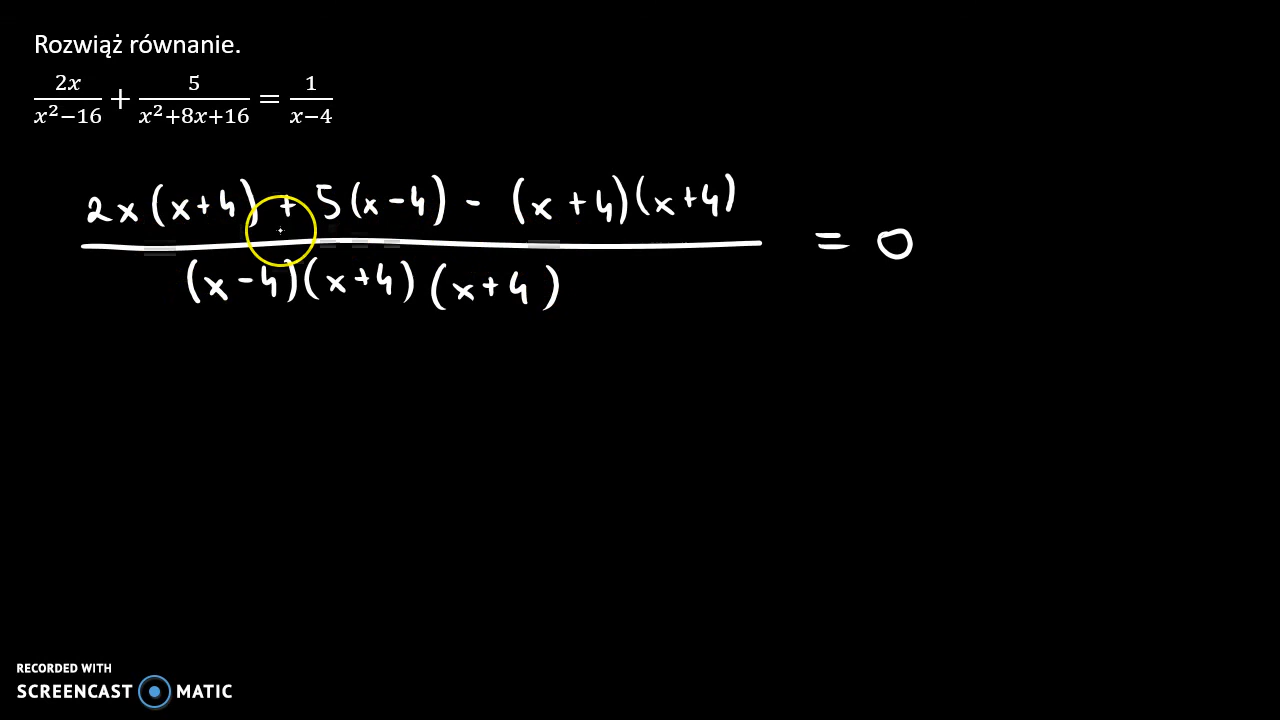 Rozwiąż równanie.
2x/(x²−16) + 5/(x²+8x+16) = 1/(x−4)
(2x(x+4) + 5(x-4) - (x+4)(x+4))/((x-4)(x+4)(x+4)) = 0
RECORDED WITH
SCREENCAST MATIC